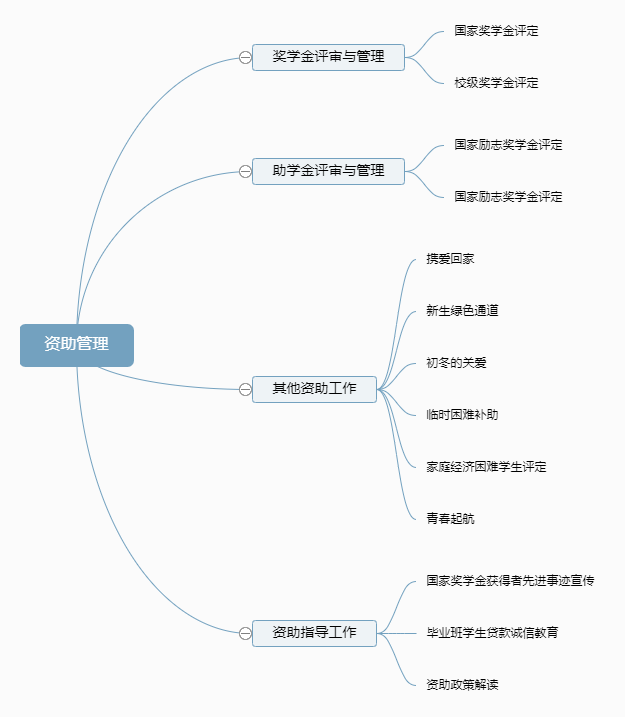 资助管理
奖学金评审与管理
国家奖学金评定
校级奖学金评定
助学金评审与管理
国家励志奖学金评定
国家励志奖学金评定
其他资助工作
携爱回家
新生绿色通道
初冬的关爱
临时困难补助
家庭经济困难学生评定
青春起航
资助指导工作
国家奖学金获得者先进事迹宣传
毕业班学生贷款诚信教育
资助政策解读